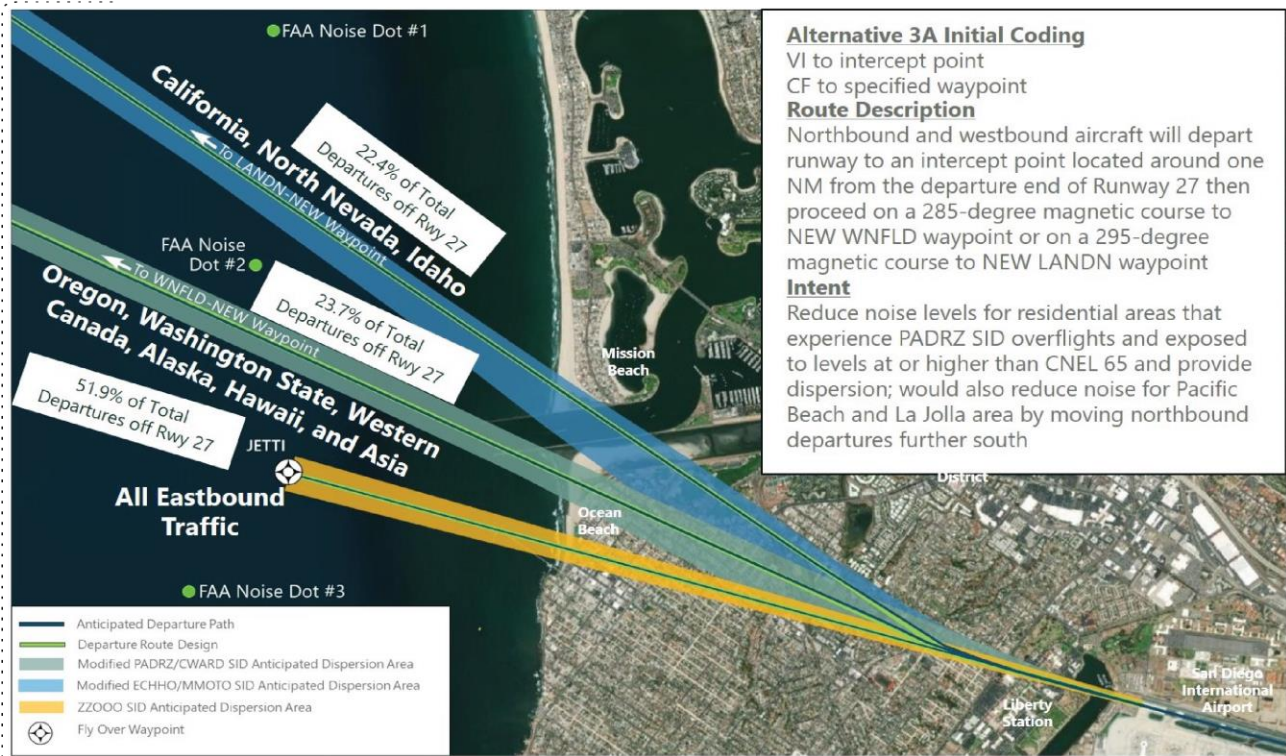 FAA Noise Dot #1
California, North Nevada, Idaho
To LANDN-NEW Waypoint
22.4% of Total
Departures off Rwy 27
FAA Noise
Dot #2
To WNFLD-NEW Waypoint
23.7% of Total
Departures off Rwy 27
Oregon, Washington State, Western
Canada, Alaska, Hawaii, and Asia
51.9% of Total
Departures off Rwy 27
JETTI
All Eastbound
Traffic
FAA Noise Dot #3
Mission
Beach
Ocean
Beach
District
Liberty
Station
San Diego
International
Airport
Alternative 3A Initial Coding
VI to intercept point
CF to specified waypoint
Route Description
Northbound and westbound aircraft will depart
runway to an intercept point located around one
NM from the departure end of Runway 27 then
proceed on a 285-degree magnetic course to
NEW WNFLD waypoint or on a 295-degree
magnetic course to NEW LANDN waypoint
Intent
Reduce noise levels for residential areas that
experience PADRZ SID overflights and exposed
to levels at or higher than CNEL 65 and provide
dispersion; would also reduce noise for Pacific
Beach and La Jolla area by moving northbound
departures further south
Anticipated Departure Path
Departure Route Design
Modified PADRZ/CWARD SID Anticipated Dispersion Area
Modified ECHHO/MMOTO SID Anticipated Dispersion Area
ZZOOO SID Anticipated Dispersion Area
Fly Over Waypoint